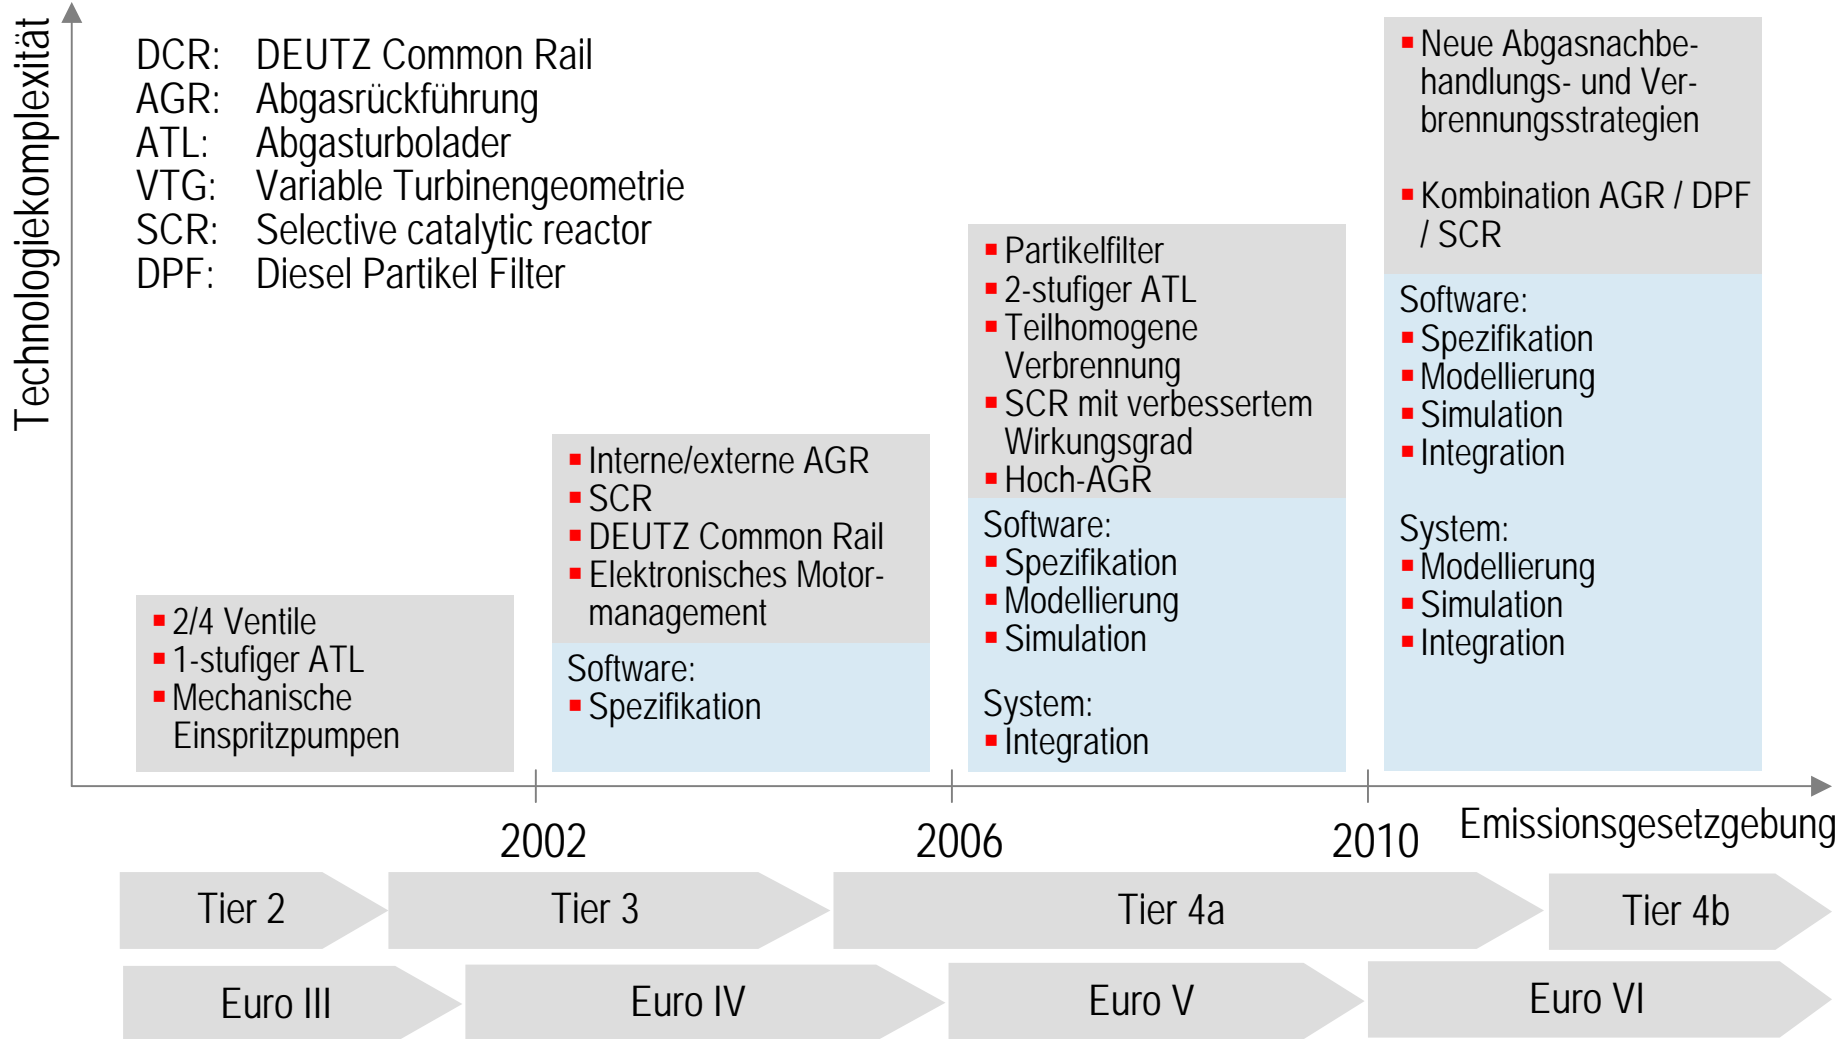 Technologiekomplexität
DCR: DEUTZ Common Rail
AGR: Abgasrückführung
ATL: Abgasturbolader
VTG: Variable Turbinengeometrie
SCR: Selective catalytic reactor
DPF: Diesel Partikel Filter
2/4 Ventile
1-stufiger ATL
Mechanische
Einspritzpumpen
Interne/externe AGR
SCR
DEUTZ Common Rail
Elektronisches Motor-
management
Software:
Spezifikation
Partikelfilter
2-stufiger ATL
Teilhomogene
Verbrennung
SCR mit verbessertem
Wirkungsgrad
Hoch-AGR
Software:
Spezifikation
Modellierung
Simulation
System:
Integration
Neue Abgasnachbe-
handlungs- und Ver-
brennungsstrategien
Kombination AGR / DPF
/ SCR
Software:
Spezifikation
Modellierung
Simulation
Integration
System:
Modellierung
Simulation
Integration
2002
2006
2010
Emissionsgesetzgebung
Tier 2
Tier 3
Tier 4a
Tier 4b
Euro III
Euro IV
Euro V
Euro VI